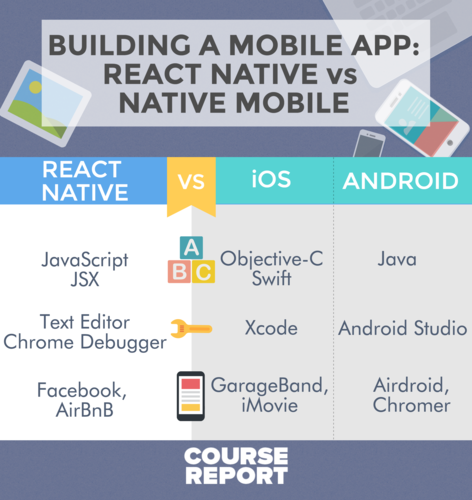 BUILDING A MOBILE APP:
REACT NATIVE vs
NATIVE MOBILE
REACT
NATIVE
VS
iOS
ANDROID
JavaScript
JSX
A
B C
Objective-C
Swift
Java
Text Editor
Chrome Debugger
Xcode
Android Studio
Facebook,
AirBnB
GarageBand,
iMovie
Airdroid,
Chromer
COURSE
REPORT